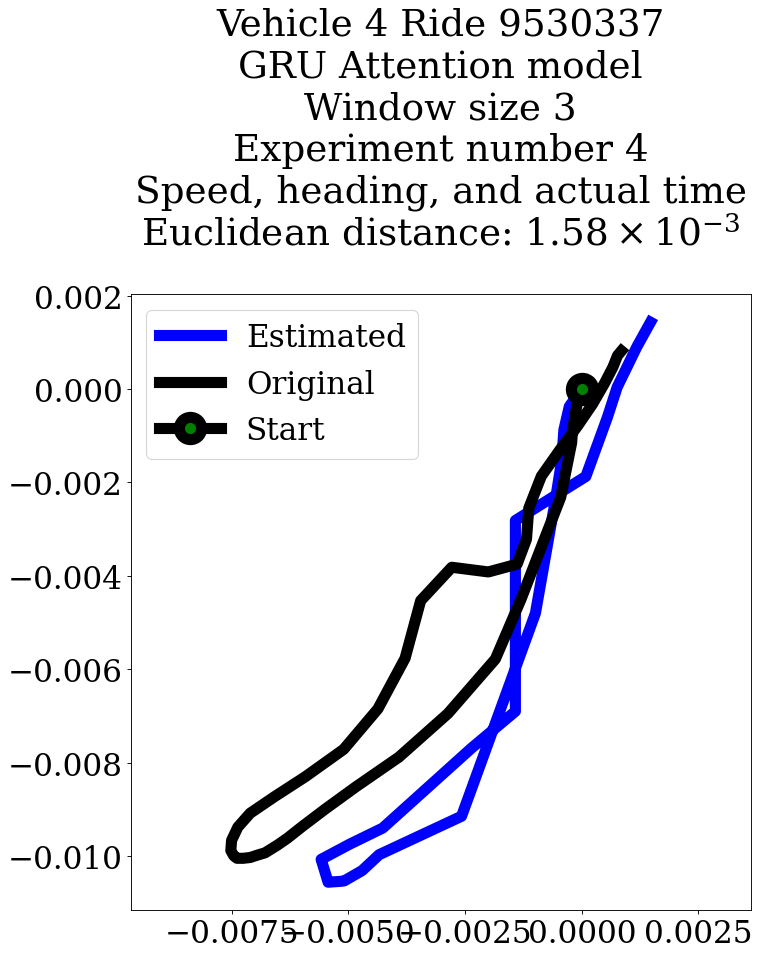 Vehicle 4 Ride 9530337
GRU Attention model
Window size 3
Experiment number 4
Speed, heading, and actual time
Euclidean distance: 1.58 × 10⁻³
Estimated
Original
Start
0.002
0.000
−0.002
−0.004
−0.006
−0.008
−0.010
−0.0075 −0.0050 −0.0025 0.0000 0.0025